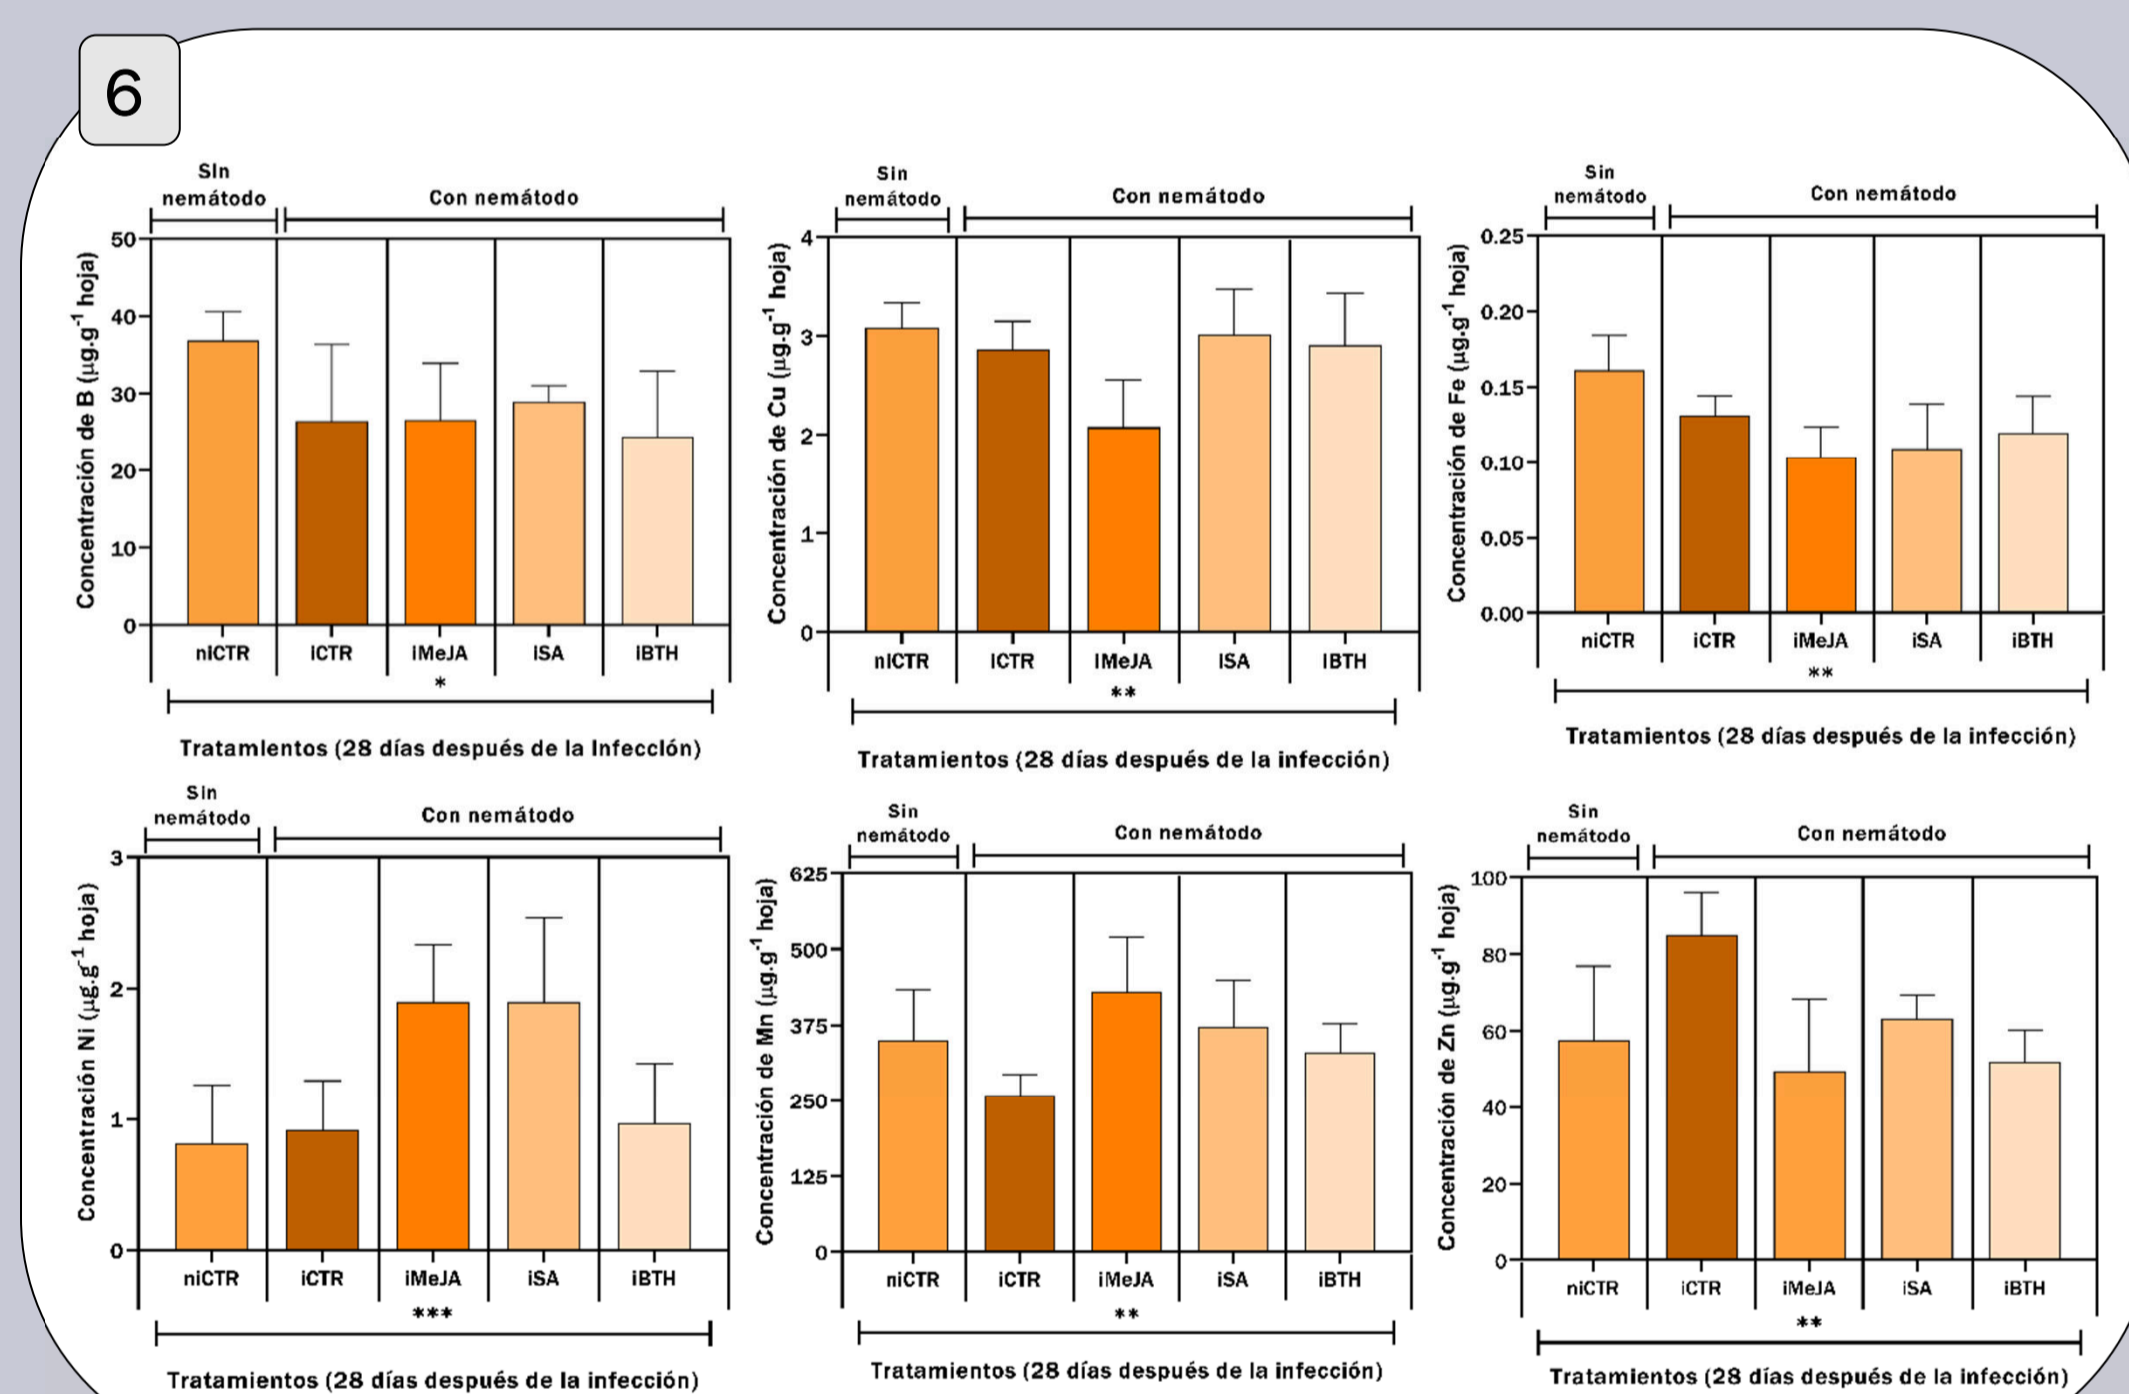 6
SIn
nemátodo
Con nemátodo
Concentración de B (µg.g-1 hoja)
50
40
30
20
10
0
nICTR
ICTR
IMeJA
ISA
IBTH
*
Tratamlentos (28 días después de la Infección)
Sin
nemátodo
Con nemátodo
Concentración de Cu (µg.g-1 hoja)
4
3
2
1
0
nICTR
ICTR
IMeJA
ISA
IBTH
**
Tratamientos (28 días después de la infección)
Sin
nemátodo
Con nemátodo
Concentración de Fe (µg.g-1 hoja)
0.25
0.20
0.15
0.10
0.05
0.00
niCTR
iCTR
iMeJA
iSA
iBTH
**
Tratamientos (28 días después de la infección)
Sin
nemátodo
Con nemátodo
Concentración Ni (µg.g-1 hoja)
3
2
1
0
niCTR
iCTR
iMeJA
iSA
iBTH
***
Tratamientos (28 días después de la infección)
Sin
nemátodo
Con nemátodo
Concentración de Mn (µg.g-1 hoja)
625
500
375
250
125
0
niCTR
iCTR
iMeJA
iSA
iBTH
**
Tratamientos (28 días después de la infección)
Sin
nemátodo
Con nemátodo
Concentración de Zn (µg.g-1 hoja)
100
80
60
40
20
0
niCTR
iCTR
iMeJA
iSA
iBTH
**
Tratamientos (28 días después de la infección)